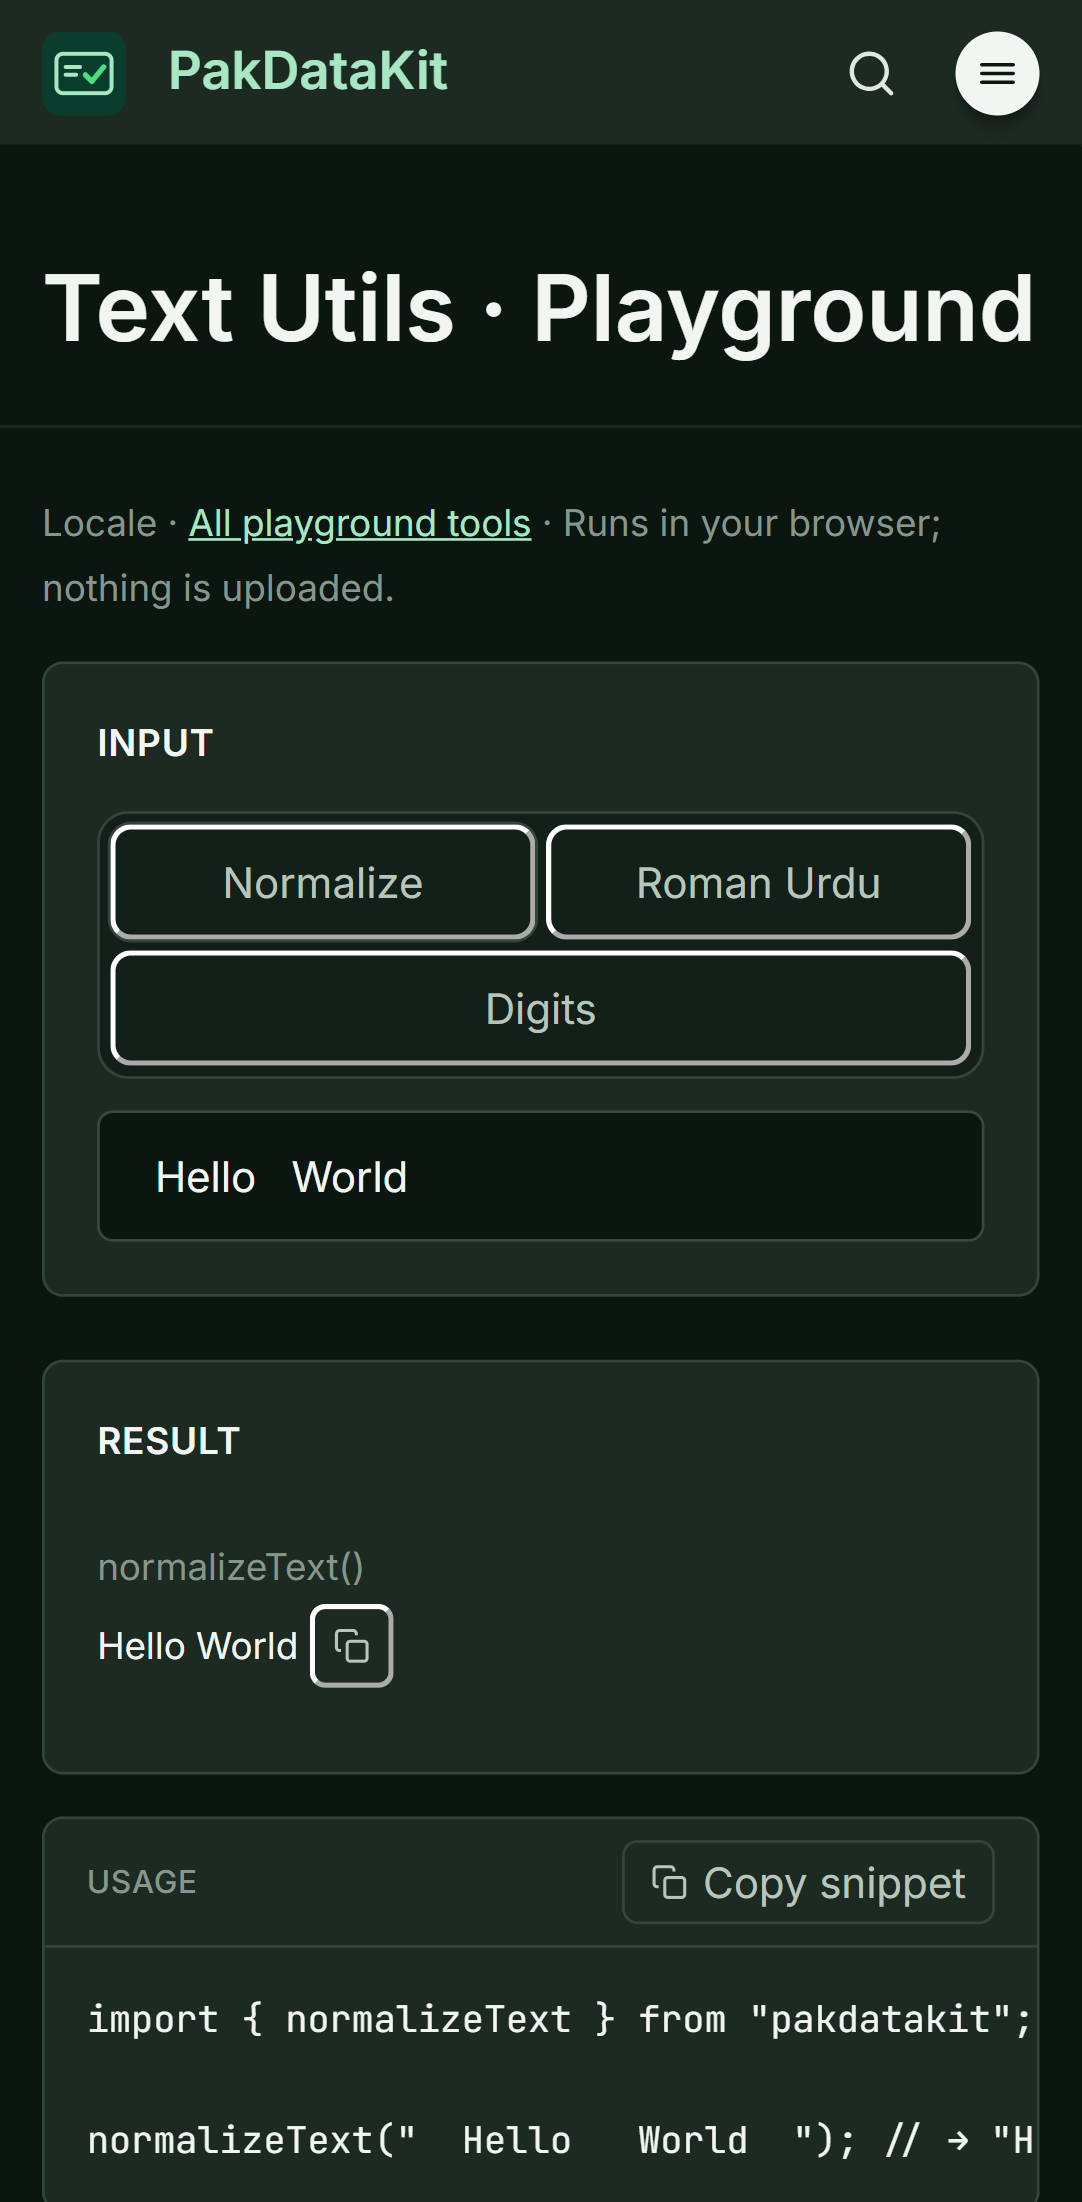 PakDataKit
Text Utils · Playground
Locale · All playground tools · Runs in your browser;
nothing is uploaded.
INPUT
Normalize
Roman Urdu
Digits
Hello   World
RESULT
normalizeText()
Hello World
USAGE
Copy snippet
import { normalizeText } from "pakdatakit";
normalizeText("  Hello   World  "); // → "H